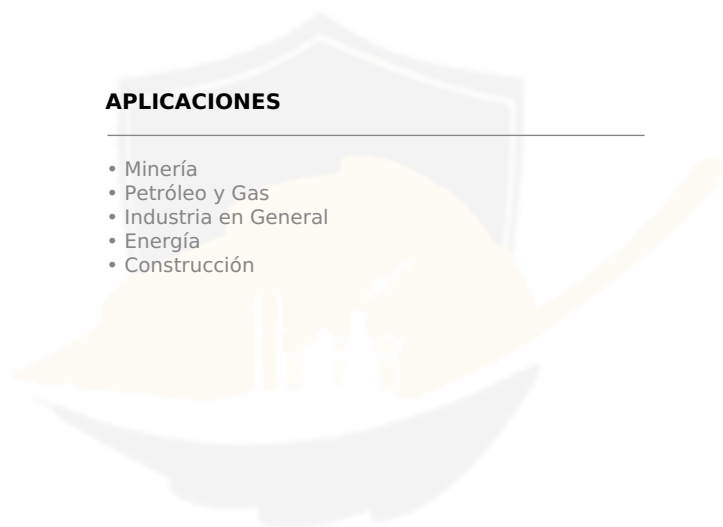 APLICACIONES
• Minería
• Petróleo y Gas
• Industria en General
• Energía
• Construcción